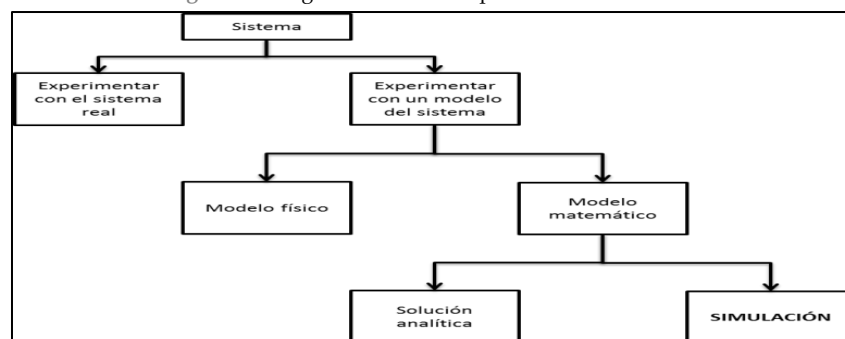 Sistema
Experimentar
con el sistema
real
Experimentar
con un modelo
del sistema
Modelo físico
Modelo
matemático
Solución
analítica
SIMULACIÓN